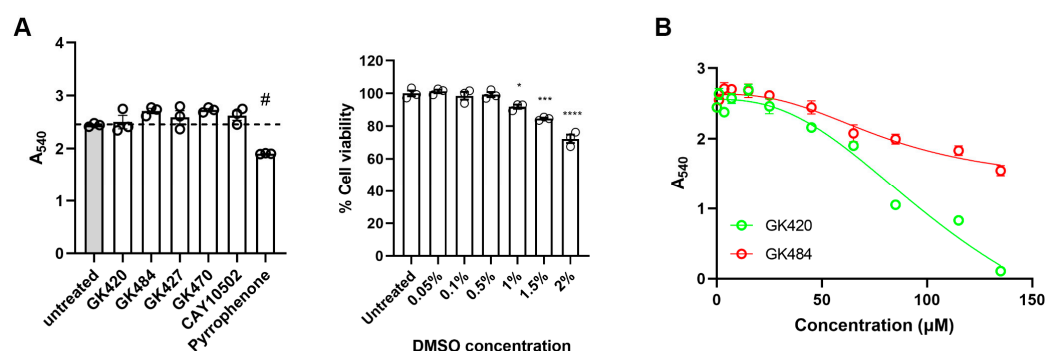 A
4
3
2
1
0
A540
#
untreated
GK420
GK484
GK427
GK470
CAY10502
Pyrrophenone
120
100
80
60
40
20
0
% Cell viability
*
***
****
Untreated
0.05%
0.1%
0.5%
1%
1.5%
2%
DMSO concentration
B
3
2
1
0
A540
GK420
GK484
0
50
100
150
Concentration (µM)